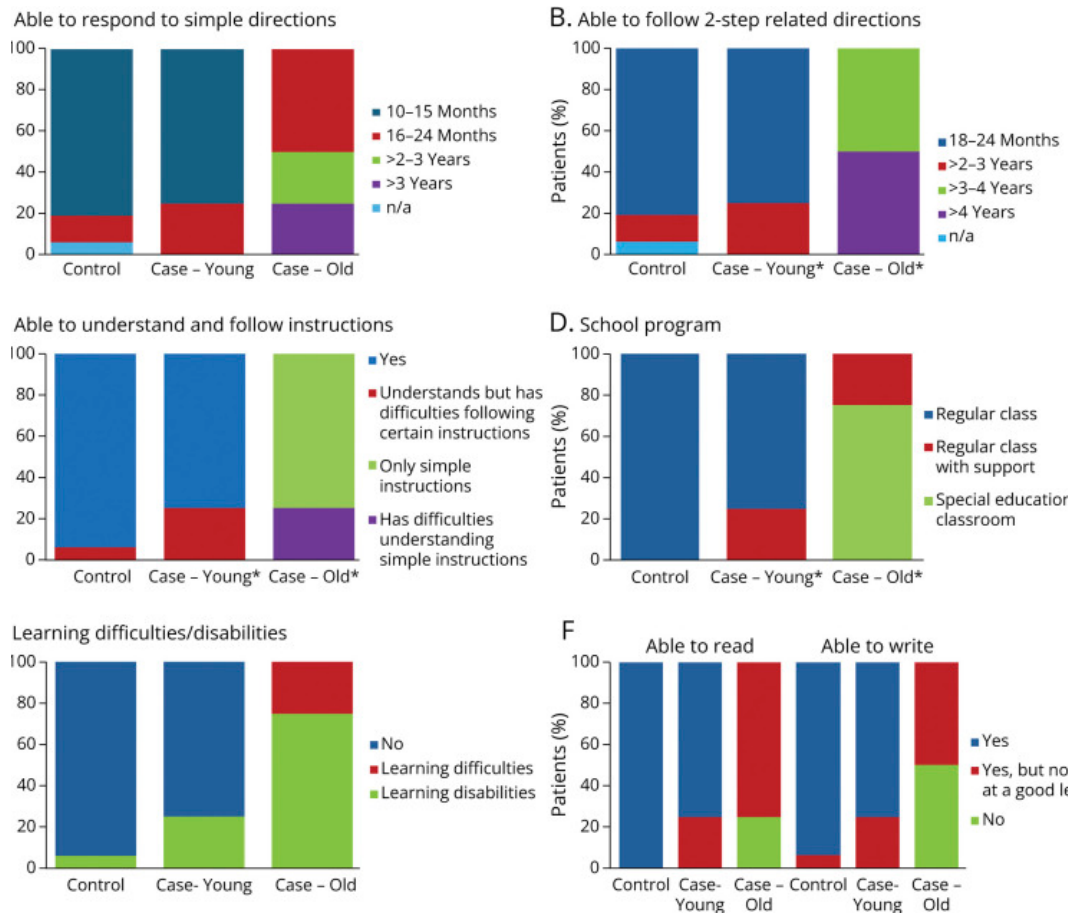 Able to respond to simple directions
100
80
60
40
20
0
Control
Case – Young
Case – Old
10–15 Months
16–24 Months
>2–3 Years
>3 Years
n/a
B. Able to follow 2-step related directions*
Patients (%)
100
80
60
40
20
0
Control
Case – Young*
Case – Old*
18–24 Months
>2–3 Years
>3–4 Years
>4 Years
n/a
Able to understand and follow instructions
100
80
60
40
20
0
Control
Case – Young*
Case – Old*
Yes
Understands but has
difficulties following
certain instructions
Only simple
instructions
Has difficulties
understanding
simple instructions
D. School program
Patients (%)
100
80
60
40
20
0
Control
Case – Young*
Case – Old*
Regular class
Regular class
with support
Special education
classroom
Learning difficulties/disabilities
100
80
60
40
20
0
Control
Case- Young
Case – Old
No
Learning difficulties
Learning disabilities
F
Able to read
Able to write
Patients (%)
100
80
60
40
20
0
Control
Case-
Young
Case –
Old
Control
Case-
Young
Case –
Old
Yes
Yes, but no
at a good le
No